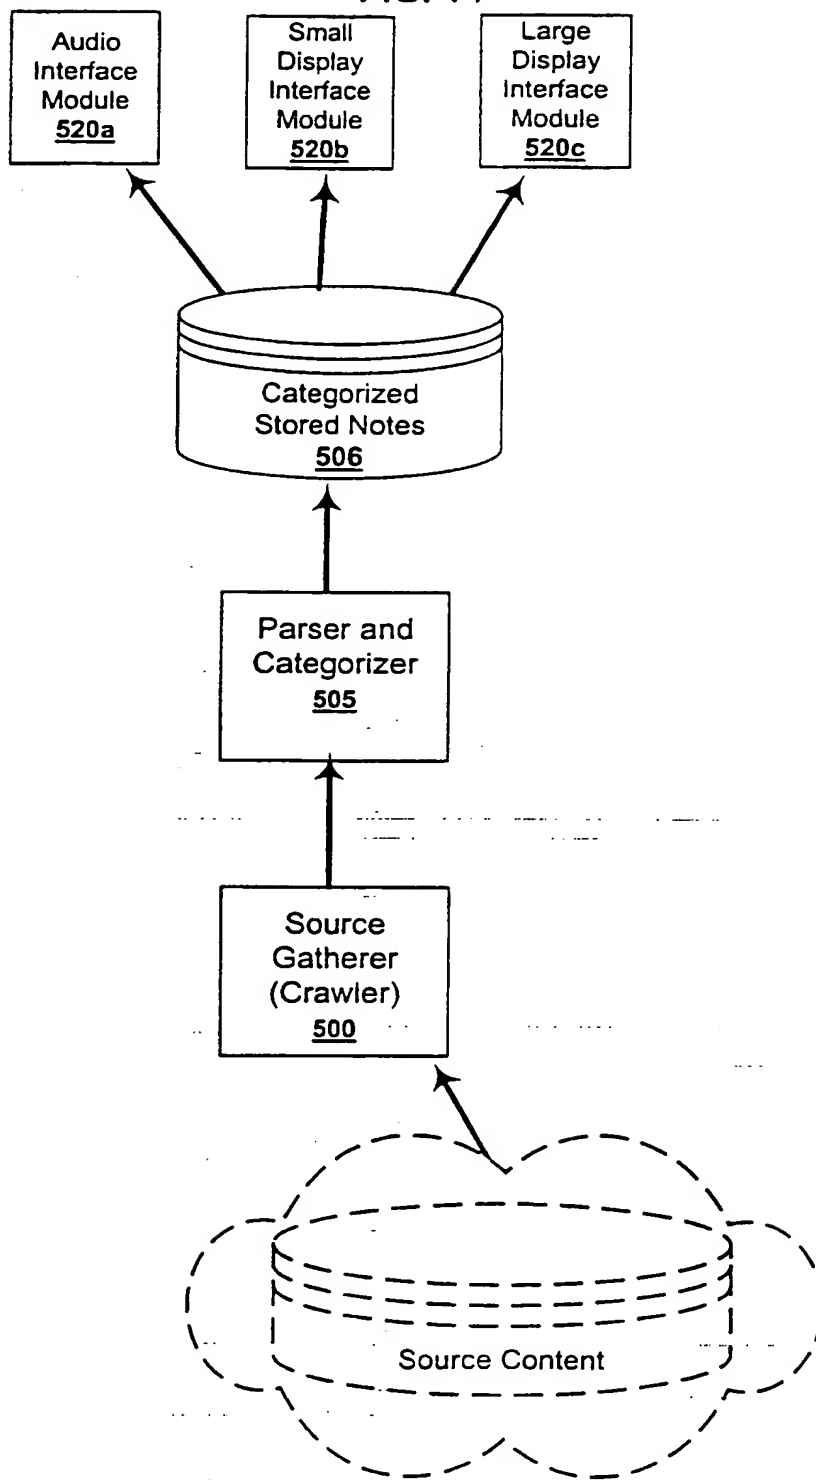 Audio
Interface
Module
520a
Small
Display
Interface
Module
520b
Large
Display
Interface
Module
520c
Categorized
Stored Notes
506
Parser and
Categorizer
505
Source
Gatherer
(Crawler)
500
Source Content